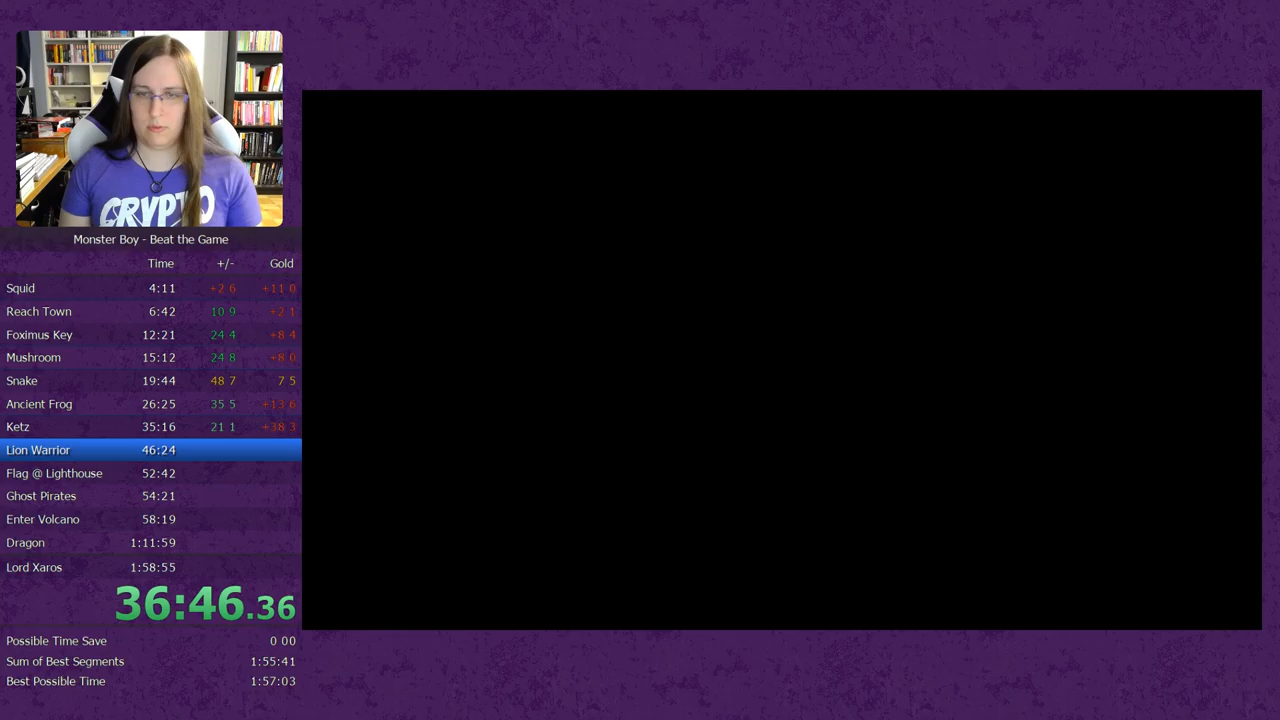 CRYPTO
Monster Boy - Beat the Game
Time +/- Gold
Squid 4:11 +2 6 +11 0
Reach Town 6:42 10 9 +2 1
Foximus Key 12:21 24 4 +8 4
Mushroom 15:12 24 8 +8 0
Snake 19:44 48 7 7 5
Ancient Frog 26:25 35 5 +13 6
Ketz 35:16 21 1 +38 3
Lion Warrior 46:24
Flag @ Lighthouse 52:42
Ghost Pirates 54:21
Enter Volcano 58:19
Dragon 1:11:59
Lord Xaros 1:58:55
36:46.36
Possible Time Save 0 00
Sum of Best Segments 1:55:41
Best Possible Time 1:57:03